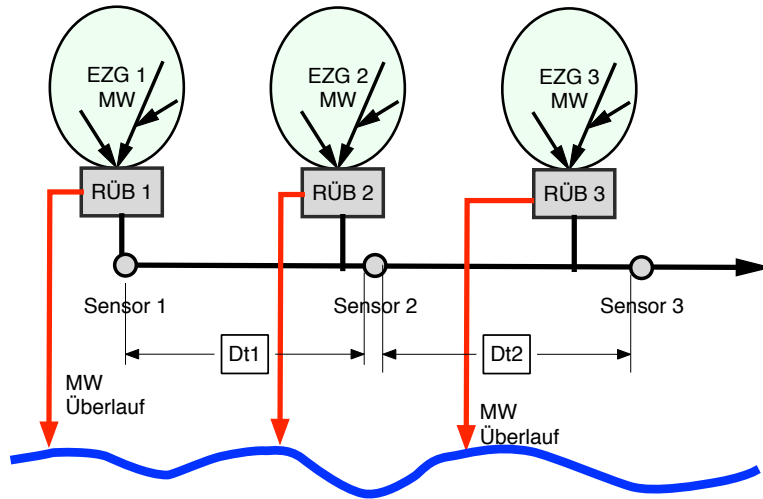 EZG 1
MW
EZG 2
MW
EZG 3
MW
RÜB 1
RÜB 2
RÜB 3
Sensor 1
Sensor 2
Sensor 3
Dt1
Dt2
MW
Überlauf
MW
Überlauf